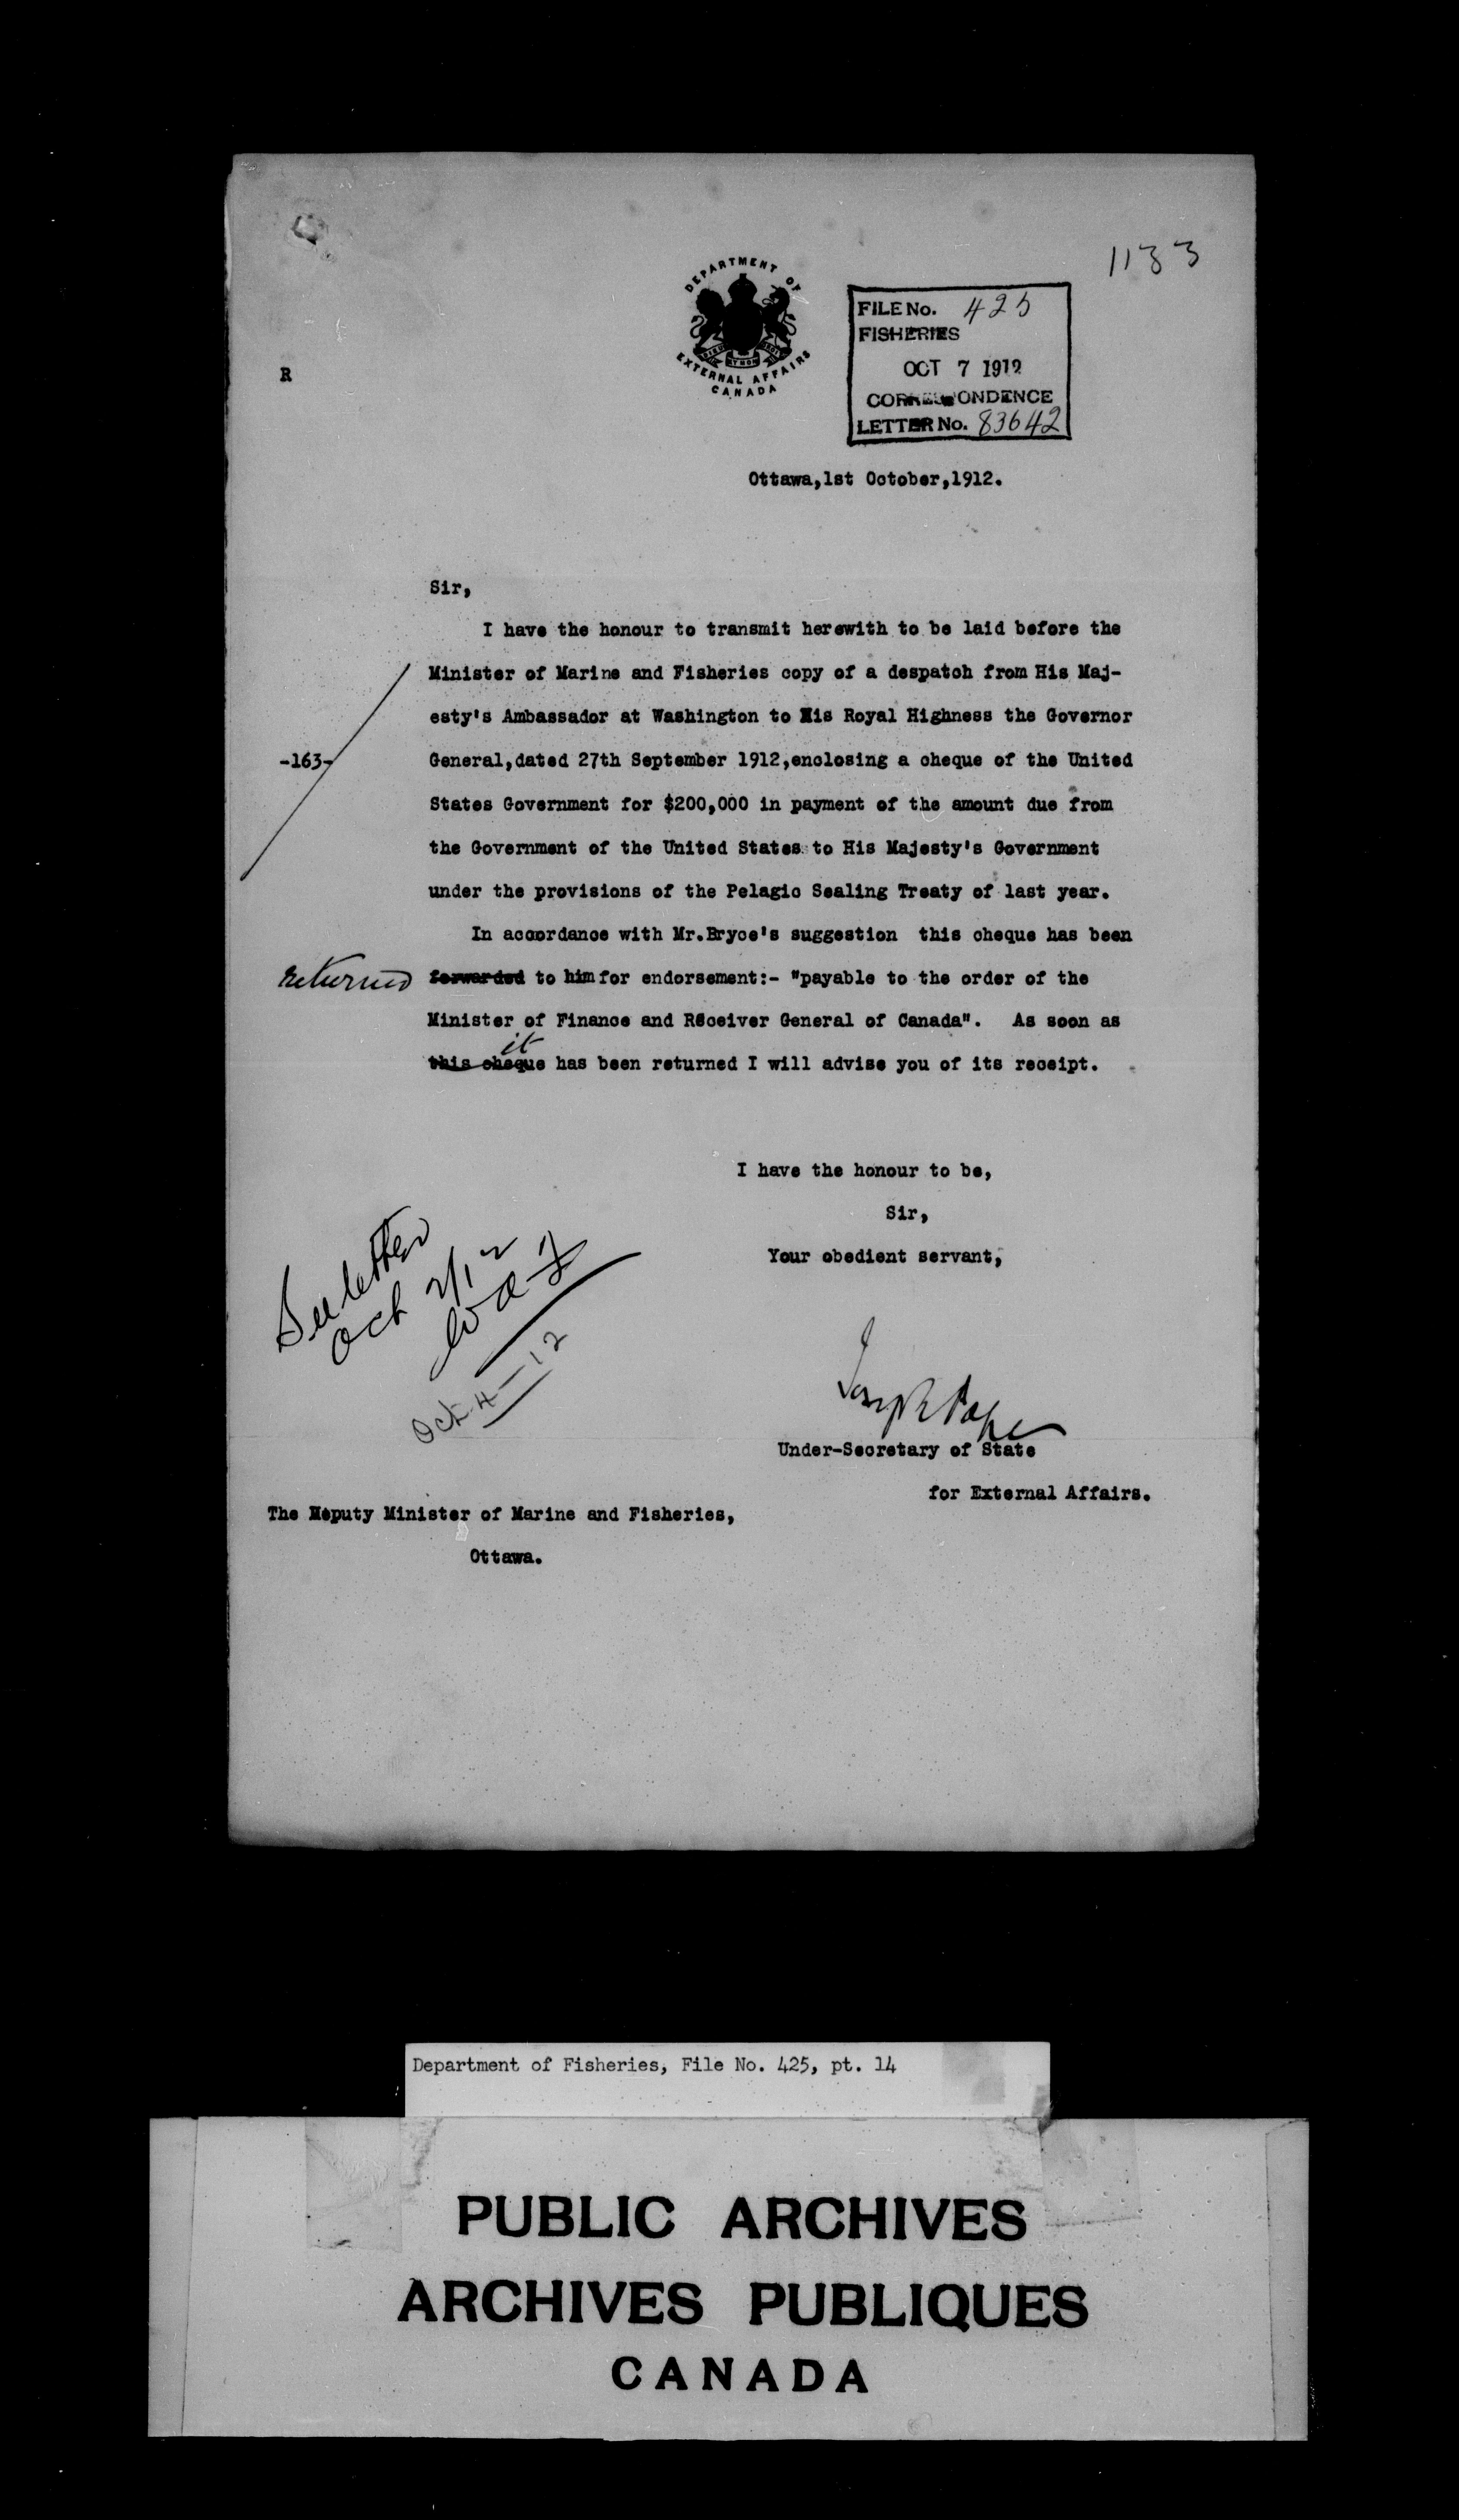 1133
DEPARTMENT OF
EXTERNAL AFFAIRS
CANADA
FILE No. 425
FISHERIES
OCT 7 1912
CORRESPONDENCE
LETTER No. 83642
R
Ottawa,1st October,1912.
Sir,
I have the honour to transmit herewith to be laid before the
Minister of Marine and Fisheries copy of a despatch from His Maj-
esty's Ambassador at Washington to His Royal Highness the Governor
-163- General,dated 27th September 1912,enclosing a cheque of the United
States Government for $200,000 in payment of the amount due from
the Government of the United States to His Majesty's Government
under the provisions of the Pelagic Sealing Treaty of last year.
In accordance with Mr.Bryce's suggestion this cheque has been
returned forwarded to him for endorsement:- "payable to the order of the
Minister of Finance and Receiver General of Canada". As soon as
it
this cheque has been returned I will advise you of its receipt.
I have the honour to be,
Sir,
Your obedient servant,
See letter
Oct 2/12
Oct 4-12
Joseph Pope
Under-Secretary of State
for External Affairs.
The Deputy Minister of Marine and Fisheries,
Ottawa.
Department of Fisheries, File No. 425, pt. 14
PUBLIC ARCHIVES
ARCHIVES PUBLIQUES
CANADA